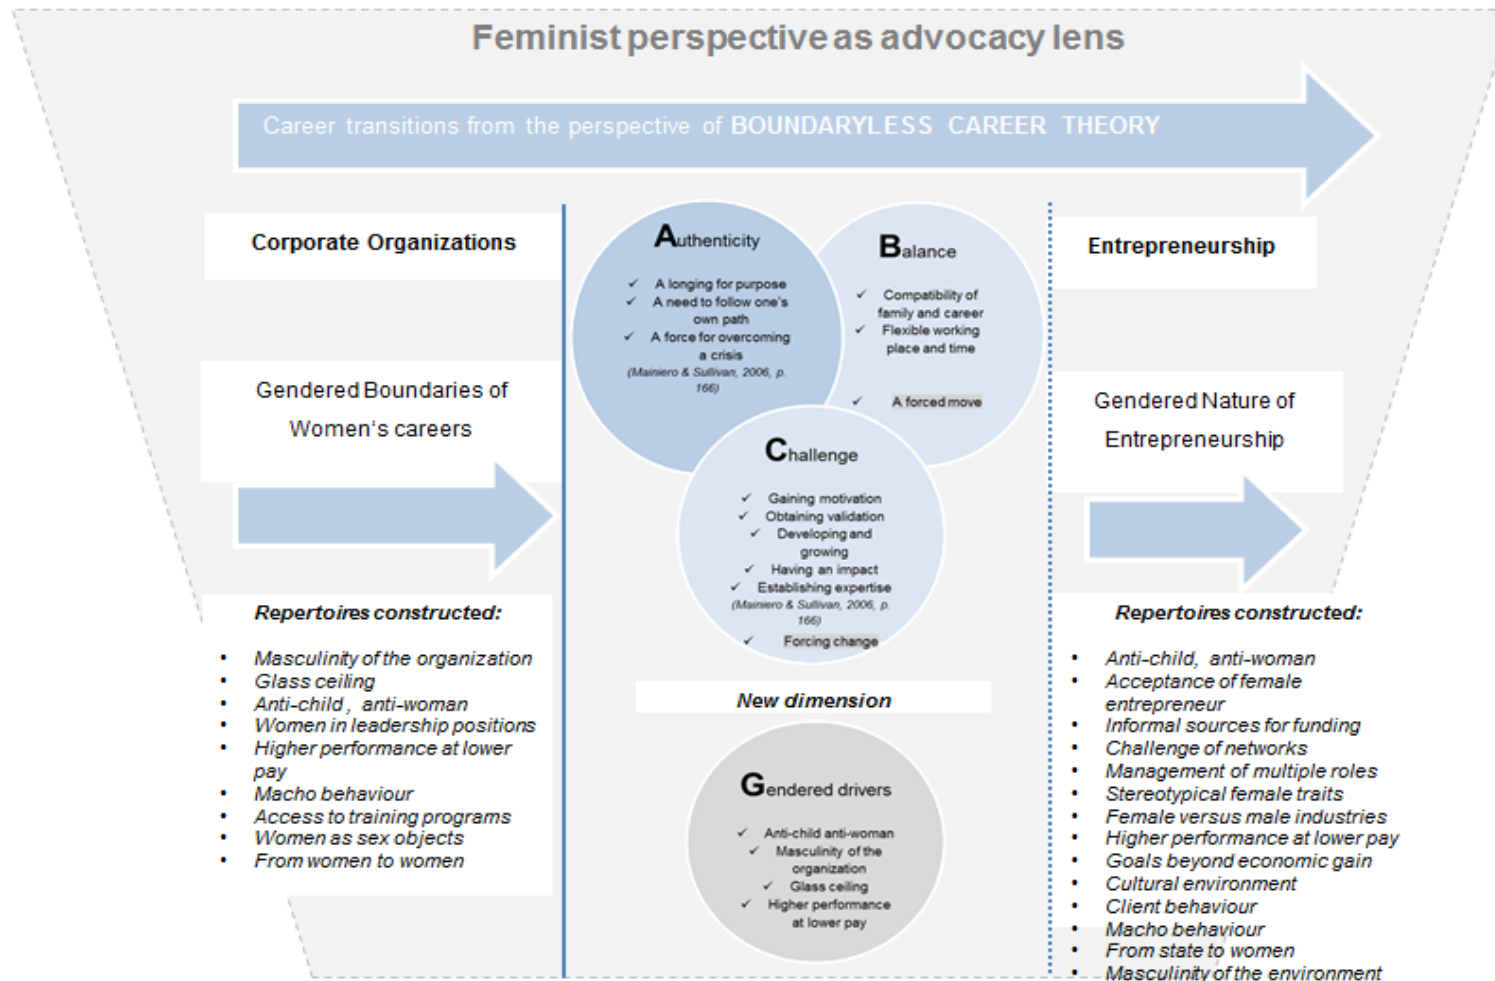 Feminist perspective as advocacy lens
Career transitions from the perspective of BOUNDARYLESS CAREER THEORY
Corporate Organizations
Gendered Boundaries of
Women's careers
Repertoires constructed:
• Masculinity of the organization
• Glass ceiling
• Anti-child, anti-woman
• Women in leadership positions
• Higher performance at lower
pay
• Macho behaviour
• Access to training programs
• Women as sex objects
• From women to women
Authenticity
✓ A longing for purpose
✓ A need to follow one's
own path
✓ A force for overcoming
a crisis
(Mainiero & Sullivan, 2006, p.
166)
Balance
✓ Compatibility of
family and career
✓ Flexible working
place and time
✓ A forced move
Challenge
✓ Gaining motivation
✓ Obtaining validation
✓ Developing and
growing
✓ Having an impact
✓ Establishing expertise
(Mainiero & Sullivan, 2006, p.
166)
✓ Forcing change
New dimension
Gendered drivers
✓ Anti-child anti-woman
✓ Masculinity of the
organization
✓ Glass ceiling
✓ Higher performance
at lower pay
Entrepreneurship
Gendered Nature of
Entrepreneurship
Repertoires constructed:
• Anti-child, anti-woman
• Acceptance of female
entrepreneur
• Informal sources for funding
• Challenge of networks
• Management of multiple roles
• Stereotypical female traits
• Female versus male industries
• Higher performance at lower pay
• Goals beyond economic gain
• Cultural environment
• Client behaviour
• Macho behaviour
• From state to women
• Masculinity of the environment